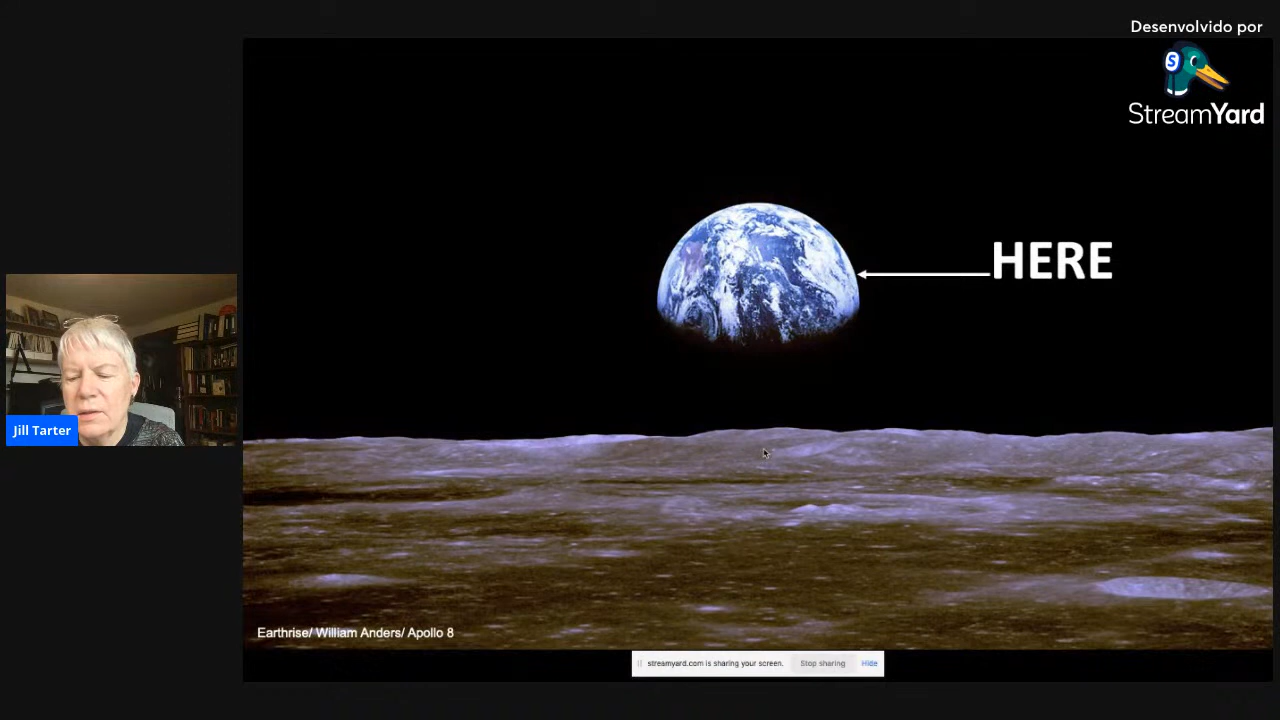 Desenvolvido por
S
StreamYard
HERE
Jill Tarter
Earthrise/ William Anders/ Apollo 8
streamyard.com is sharing your screen. Stop sharing Hide